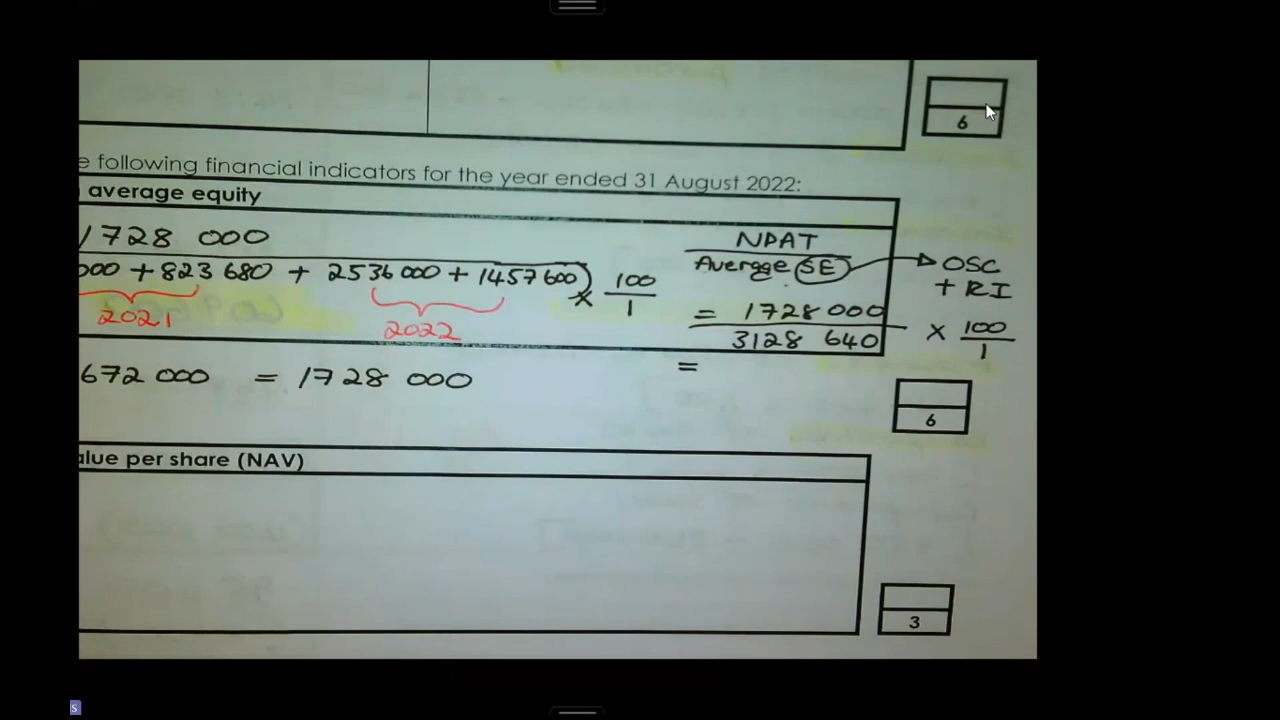 6
e following financial indicators for the year ended 31 August 2022:
average equity
1728 000
000 + 823 680 + 2536 000 + 1457 600) × 100/1
2021
2022
NPAT
Average SE → OSC
+ RI
= 1728 000
3128 640 × 100/1
=
672 000 = 1728 000
6
alue per share (NAV)
3
s